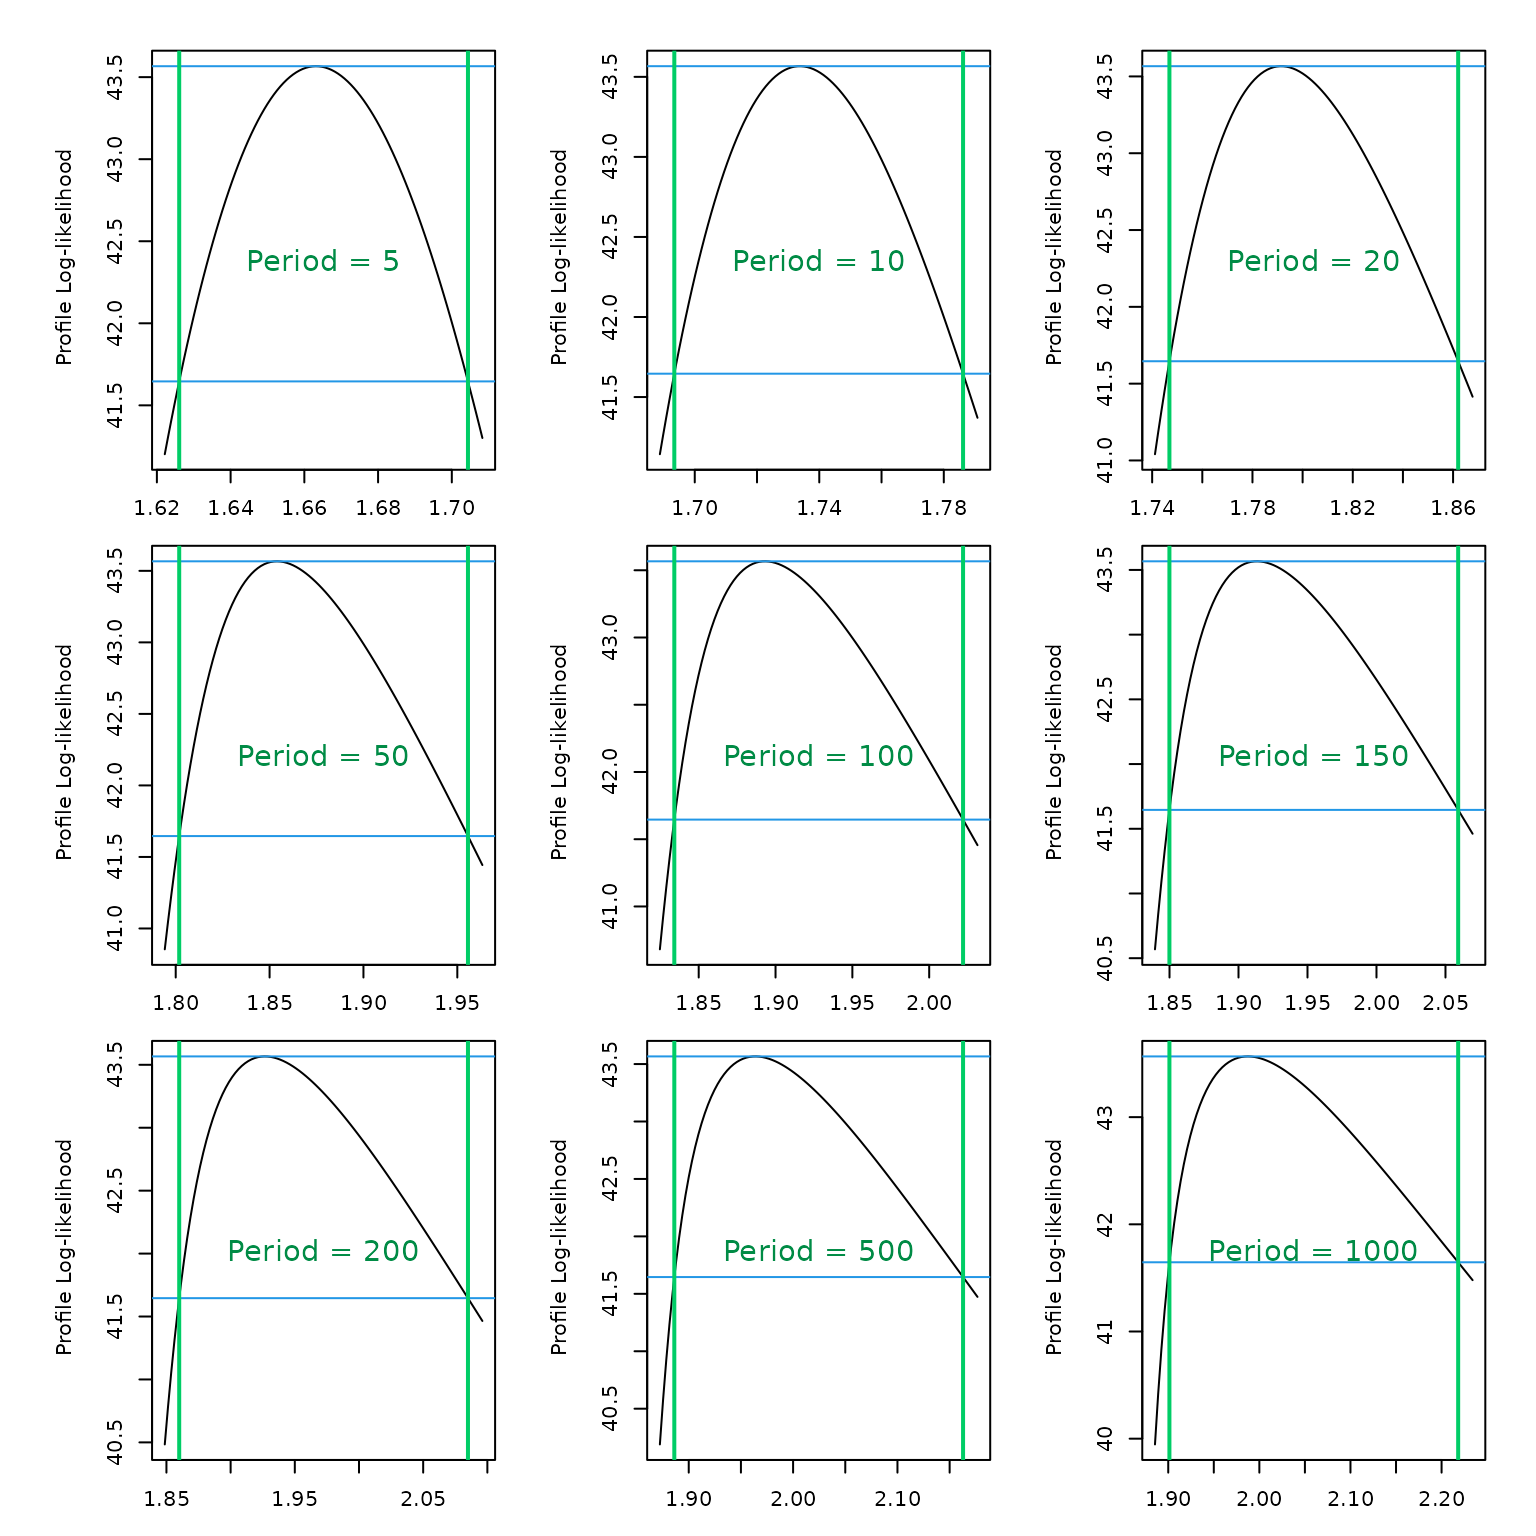 Profile Log-likelihood
43.5
43.0
42.5
42.0
41.5
Period = 5
1.62 1.64 1.66 1.68 1.70
Profile Log-likelihood
43.5
43.0
42.5
42.0
41.5
Period = 10
1.70 1.74 1.78
Profile Log-likelihood
43.5
43.0
42.5
42.0
41.5
41.0
Period = 20
1.74 1.78 1.82 1.86
Profile Log-likelihood
43.5
43.0
42.5
42.0
41.5
41.0
Period = 50
1.80 1.85 1.90 1.95
Profile Log-likelihood
43.0
42.0
41.0
Period = 100
1.85 1.90 1.95 2.00
Profile Log-likelihood
43.5
42.5
41.5
40.5
Period = 150
1.85 1.90 1.95 2.00 2.05
Profile Log-likelihood
43.5
42.5
41.5
40.5
Period = 200
1.85 1.95 2.05
Profile Log-likelihood
43.5
42.5
41.5
40.5
Period = 500
1.90 2.00 2.10
Profile Log-likelihood
43
42
41
40
Period = 1000
1.90 2.00 2.10 2.20